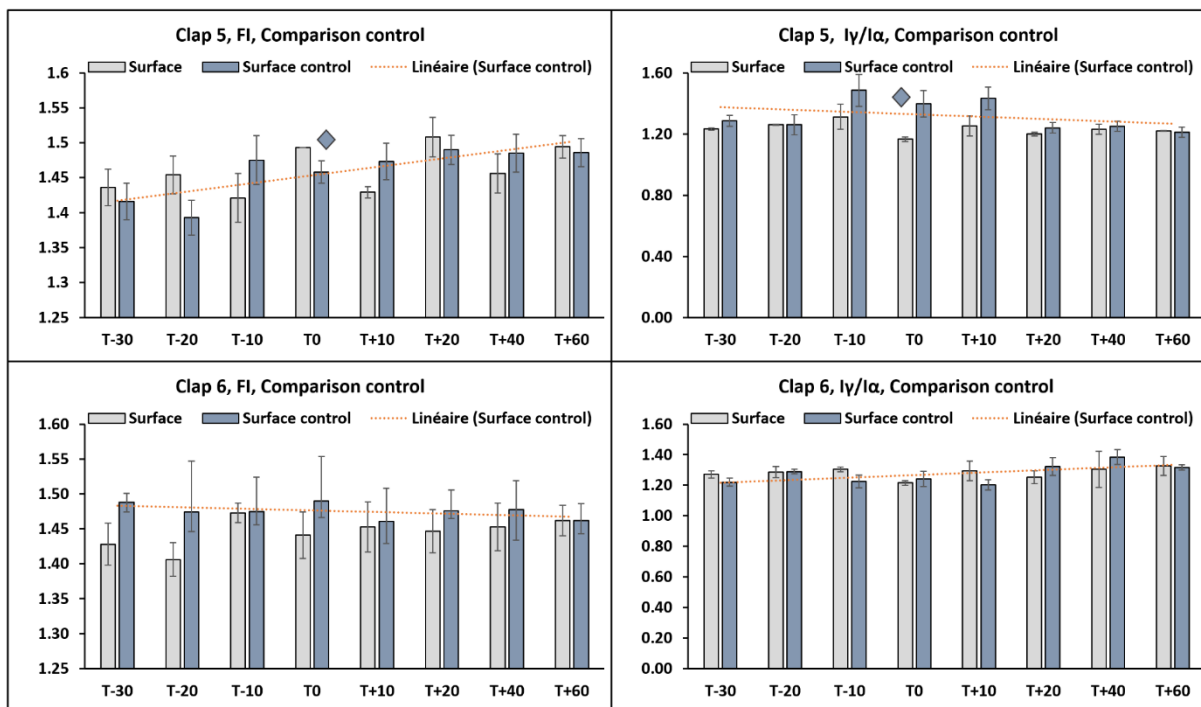 Clap 5, FI, Comparison control
Surface Surface control Linéaire (Surface control)
1.6
1.55
1.5
1.45
1.4
1.35
1.3
1.25
T-30 T-20 T-10 T0 T+10 T+20 T+40 T+60
Clap 5, Iγ/Iα, Comparison control
Surface Surface control Linéaire (Surface control)
1.60
1.20
0.80
0.40
0.00
T-30 T-20 T-10 T0 T+10 T+20 T+40 T+60
Clap 6, FI, Comparison control
Surface Surface control Linéaire (Surface control)
1.60
1.55
1.50
1.45
1.40
1.35
1.30
1.25
T-30 T-20 T-10 T0 T+10 T+20 T+40 T+60
Clap 6, Iγ/Iα, Comparison control
Surface Surface control Linéaire (Surface control)
1.60
1.40
1.20
1.00
0.80
0.60
0.40
0.20
0.00
T-30 T-20 T-10 T0 T+10 T+20 T+40 T+60